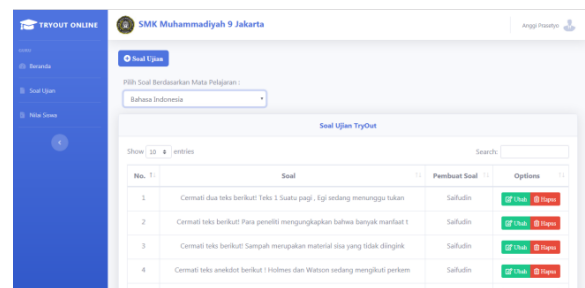 TRYOUT ONLINE
SMK Muhammadiyah 9 Jakarta
Anggi Prasetyo
HOME
Beranda
Soal Ujian
Nilai Siswa
Soal Ujian
Pilih Soal Berdasarkan Mata Pelajaran :
Bahasa Indonesia
Soal Ujian TryOut
Show 10 entries
Search:
No. Soal Pembuat Soal Options
1 Cermati dua teks berikut! Teks 1 Suatu pagi , Egi sedang menunggu tukan Saifudin Ubah Hapus
2 Cermati teks berikut! Para peneliti mengungkapkan bahwa banyak manfaat t Saifudin Ubah Hapus
3 Cermati teks berikut! Sampah merupakan material sisa yang tidak diingink Saifudin Ubah Hapus
4 Cermati teks anekdot berikut ! Holmes dan Watson sedang mengikuti perkem Saifudin Ubah Hapus